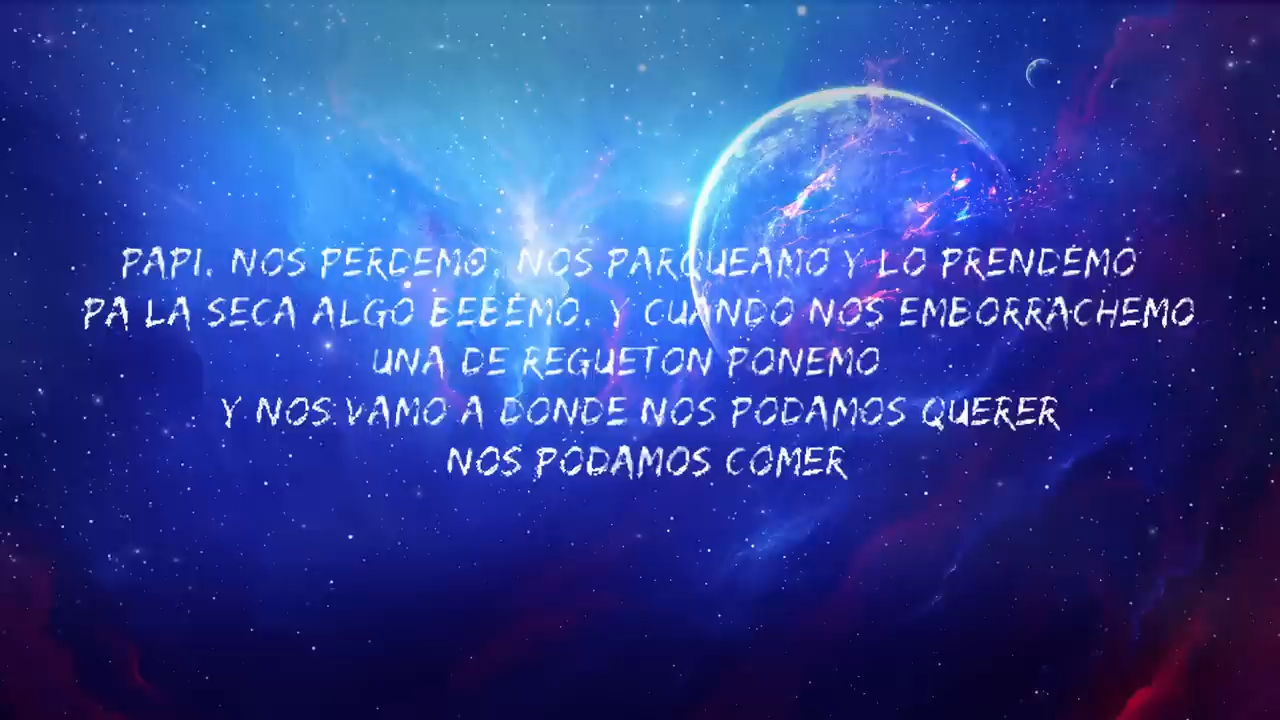 PAPI, NOS PERDEMO, NOS PARQUEAMO Y LO PRENDEMO
PA LA SECA ALGO BEBEMO, Y CUANDO NOS EMBORRACHEMO
UNA DE REGUETON PONEMO
Y NOS VAMO A DONDE NOS PODAMOS QUERER
NOS PODAMOS COMER